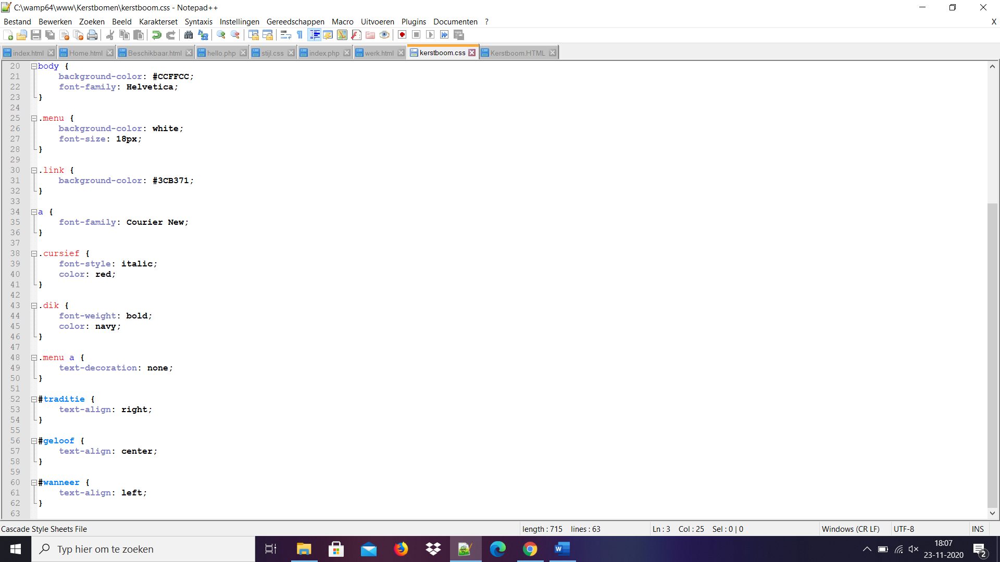 C:\wamp64\www\Kerstbomen\kerstboom.css - Notepad++
Bestand Bewerken Zoeken Beeld Karakterset Syntaxis Instellingen Gereedschappen Macro Uitvoeren Plugins Documenten ? X
index.html Home.html Beschikbaar.html hello.php stijl.css index.php werk.html kerstboom.css Kerstboom.HTML
20 body {
21 background-color: #CCFFCC;
22 font-family: Helvetica;
23 }
24
25 .menu {
26 background-color: white;
27 font-size: 18px;
28 }
29
30 .link {
31 background-color: #3CB371;
32 }
33
34 a {
35 font-family: Courier New;
36 }
37
38 .cursief {
39 font-style: italic;
40 color: red;
41 }
42
43 .dik {
44 font-weight: bold;
45 color: navy;
46 }
47
48 .menu a {
49 text-decoration: none;
50 }
51
52 #traditie {
53 text-align: right;
54 }
55
56 #geloof {
57 text-align: center;
58 }
59
60 #wanneer {
61 text-align: left;
62 }
63
Cascade Style Sheets File length : 715 lines : 63 Ln : 3 Col : 25 Sel : 0 | 0 Windows (CR LF) UTF-8 INS
Typ hier om te zoeken
18:07
23-11-2020
2